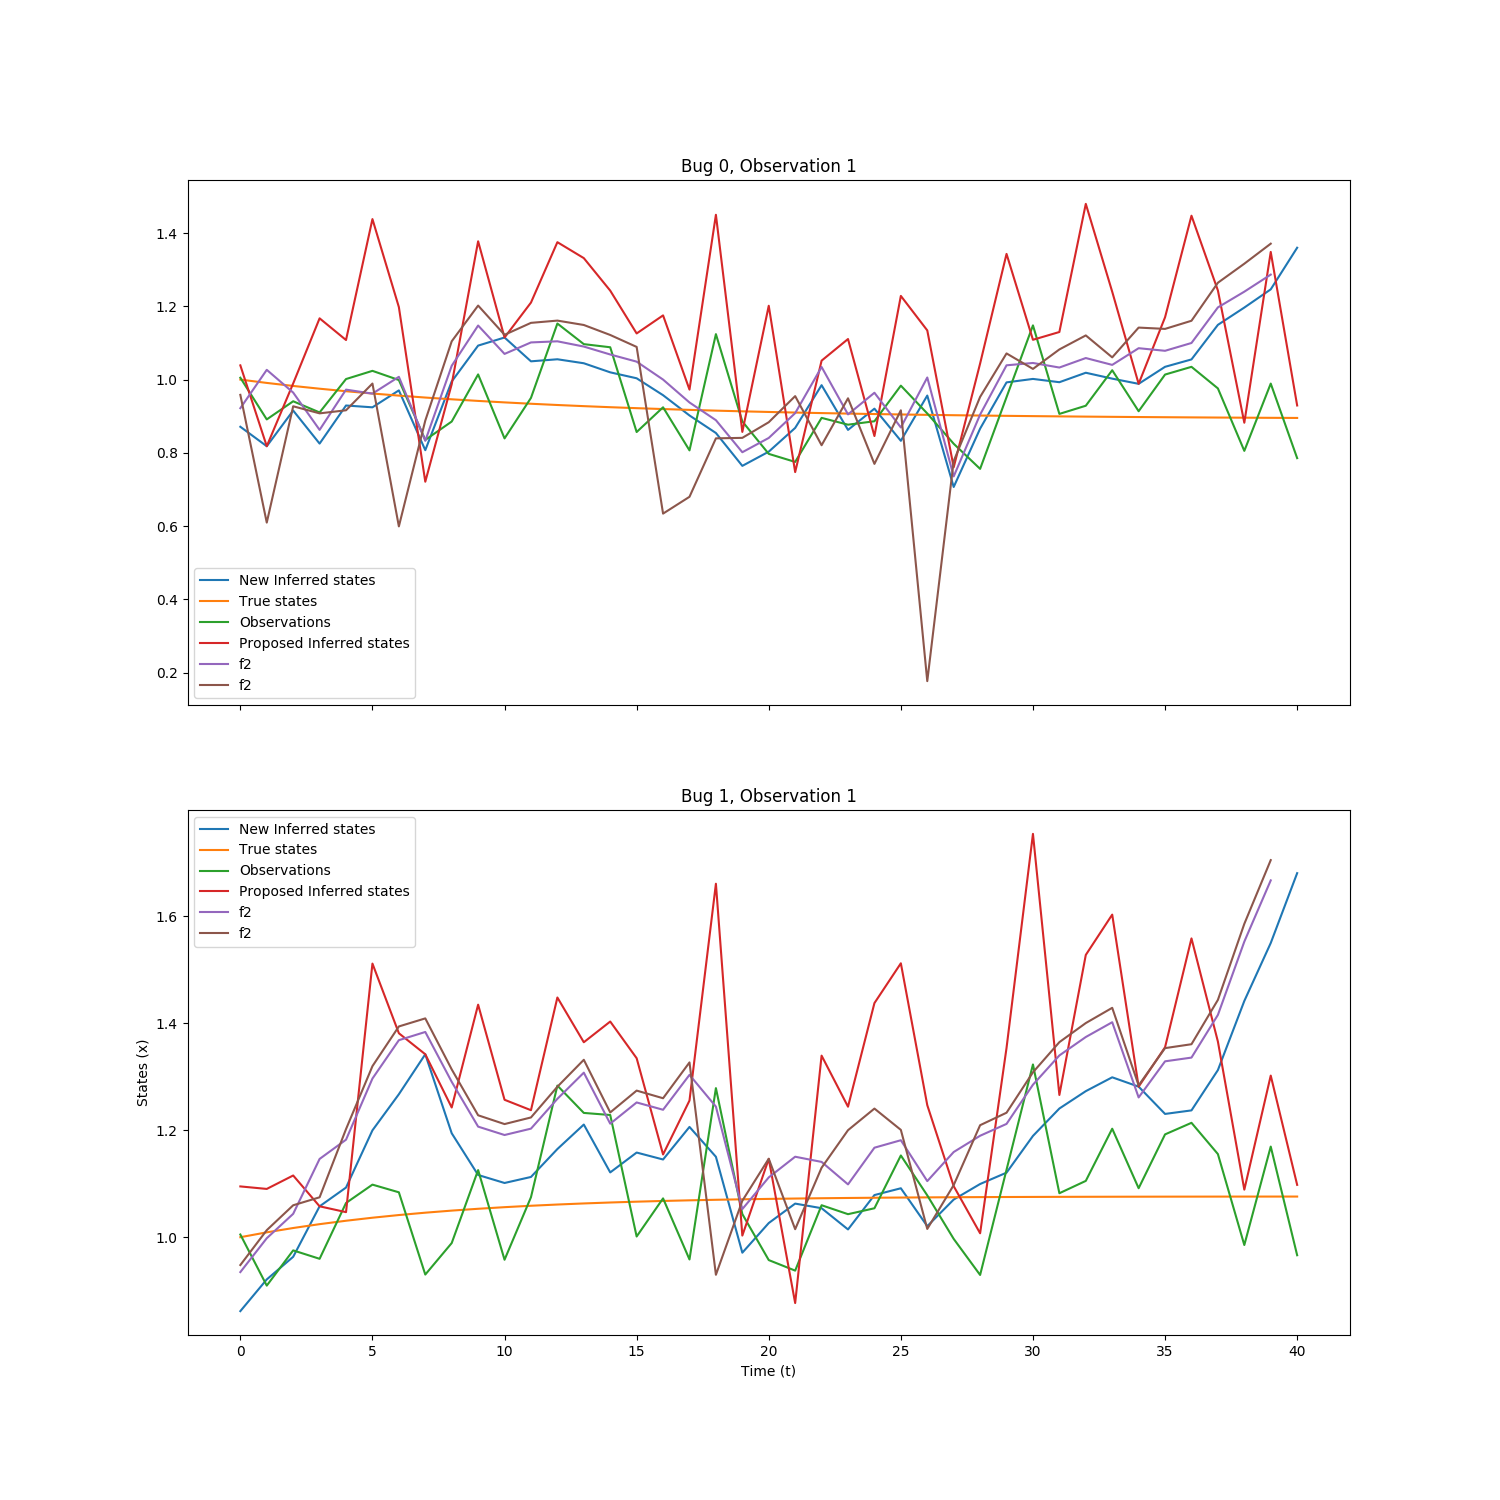 Bug 0, Observation 1
1.4
1.2
1.0
0.8
0.6
0.4
0.2
New Inferred states
True states
Observations
Proposed Inferred states
f2
f2
Bug 1, Observation 1
New Inferred states
True states
Observations
Proposed Inferred states
f2
f2
1.6
1.4
1.2
1.0
States (x)
0 5 10 15 20 25 30 35 40
Time (t)